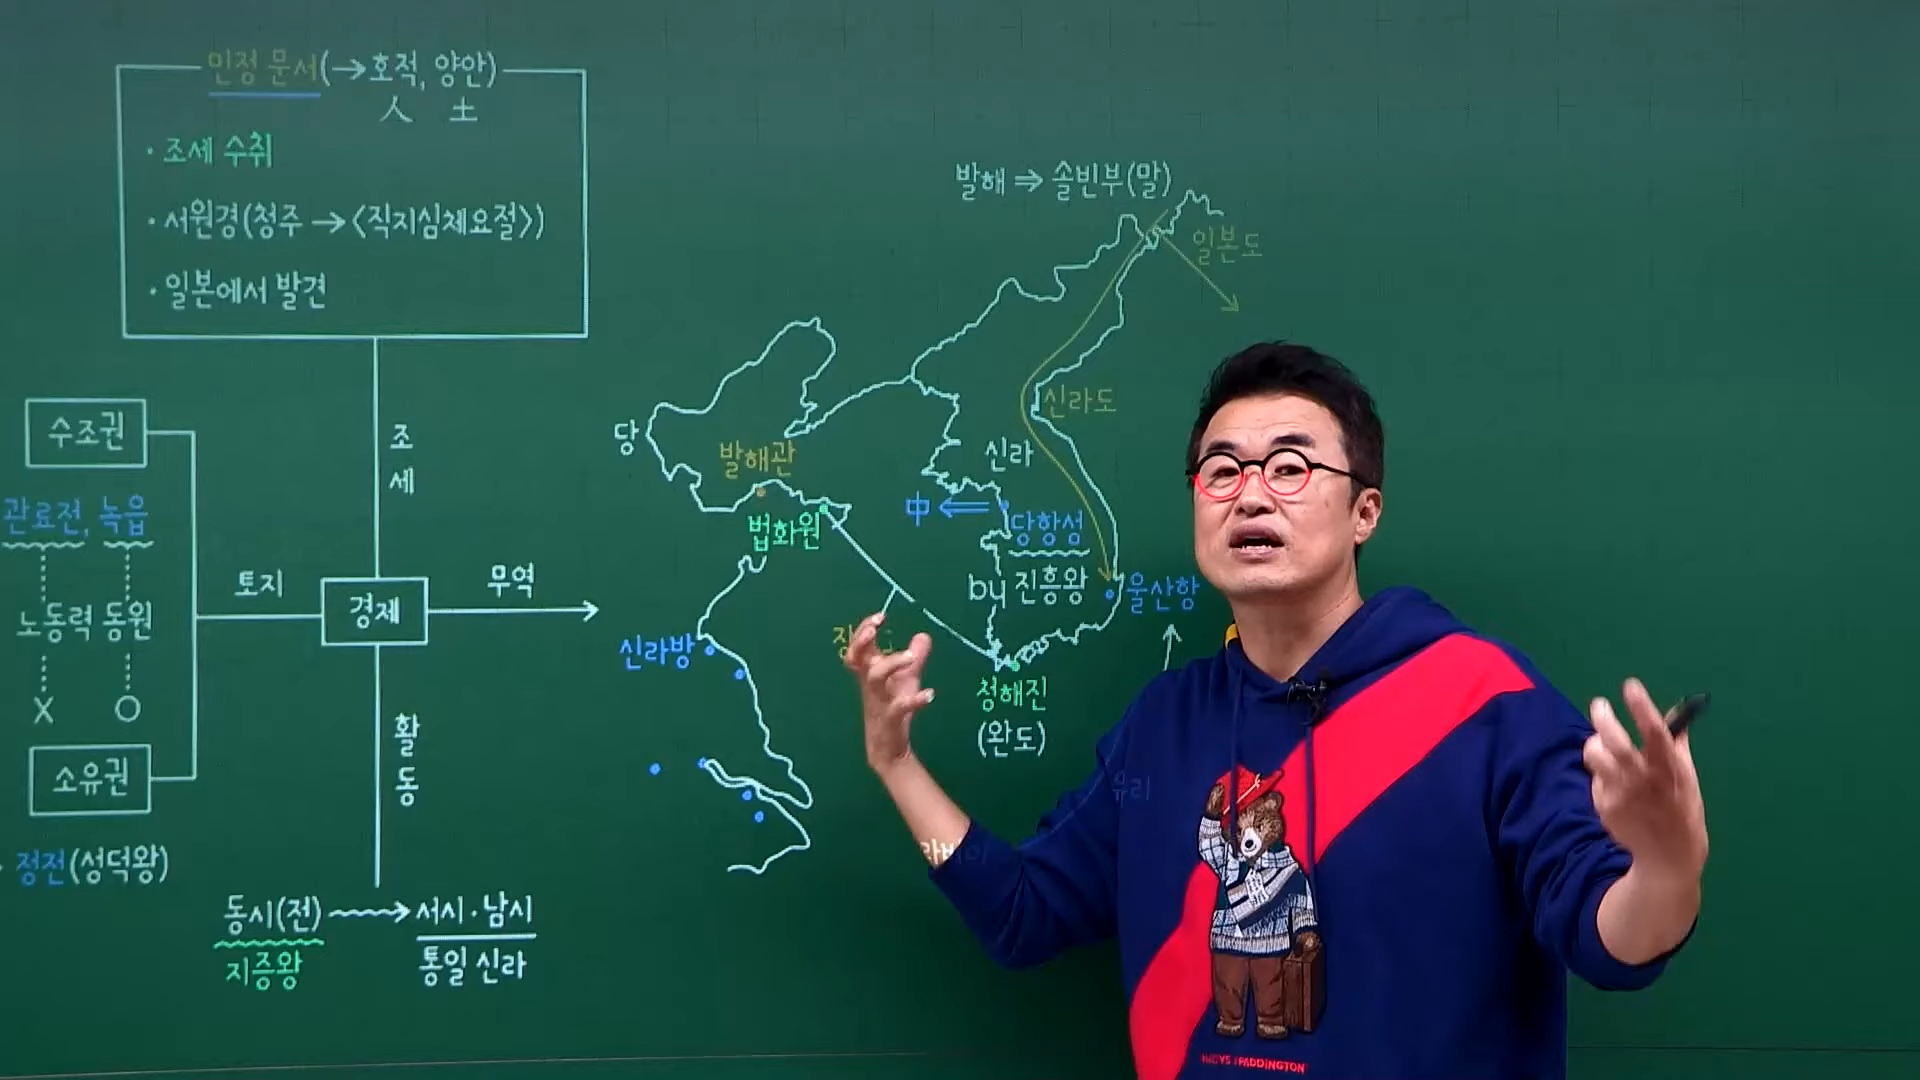 민정 문서(→호적, 양안)
人 土
· 조세 수취
· 서원경(청주 → <직지심체요절>)
· 일본에서 발견
수조권
관료전, 녹읍
노동력 동원
X O
소유권
정전(성덕왕)
토지
경제
조세
무역
활동
동시(전) → 서시·남시
지증왕
통일 신라
발해 ⇒ 솔빈부(말)
일본도
신라도
당
발해관
신라
中 ⇐
당항성
법화원
by 진흥왕
울산항
신라방
청해진
(완도)
유리
PADDINGTON